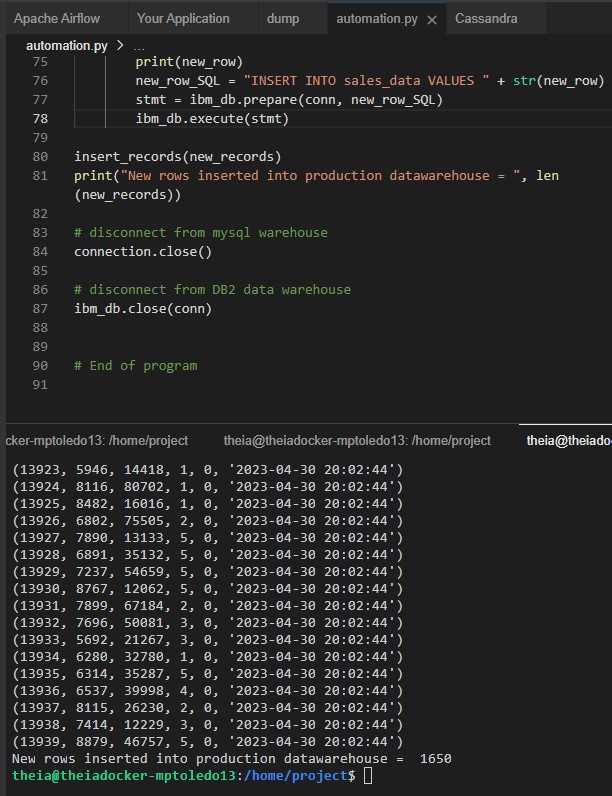 Apache Airflow Your Application dump automation.py × Cassandra
automation.py > ...
75 print(new_row)
76 new_row_SQL = "INSERT INTO sales_data VALUES " + str(new_row)
77 stmt = ibm_db.prepare(conn, new_row_SQL)
78 ibm_db.execute(stmt)
79
80 insert_records(new_records)
81 print("New rows inserted into production datawarehouse = ", len
(new_records))
82
83 # disconnect from mysql warehouse
84 connection.close()
85
86 # disconnect from DB2 data warehouse
87 ibm_db.close(conn)
88
89
90 # End of program
91
cker-mptoledo13: /home/project theia@theiadocker-mptoledo13: /home/project theia@theiado
(13923, 5946, 14418, 1, 0, '2023-04-30 20:02:44')
(13924, 8116, 80702, 1, 0, '2023-04-30 20:02:44')
(13925, 8482, 16016, 1, 0, '2023-04-30 20:02:44')
(13926, 6802, 75505, 2, 0, '2023-04-30 20:02:44')
(13927, 7890, 13133, 5, 0, '2023-04-30 20:02:44')
(13928, 6891, 35132, 5, 0, '2023-04-30 20:02:44')
(13929, 7237, 54659, 5, 0, '2023-04-30 20:02:44')
(13930, 8767, 12062, 5, 0, '2023-04-30 20:02:44')
(13931, 7899, 67184, 2, 0, '2023-04-30 20:02:44')
(13932, 7696, 50081, 3, 0, '2023-04-30 20:02:44')
(13933, 5692, 21267, 3, 0, '2023-04-30 20:02:44')
(13934, 6280, 32780, 1, 0, '2023-04-30 20:02:44')
(13935, 6314, 35287, 5, 0, '2023-04-30 20:02:44')
(13936, 6537, 39998, 4, 0, '2023-04-30 20:02:44')
(13937, 8115, 26230, 2, 0, '2023-04-30 20:02:44')
(13938, 7414, 12229, 3, 0, '2023-04-30 20:02:44')
(13939, 8879, 46757, 5, 0, '2023-04-30 20:02:44')
New rows inserted into production datawarehouse =  1650
theia@theiadocker-mptoledo13:/home/project$